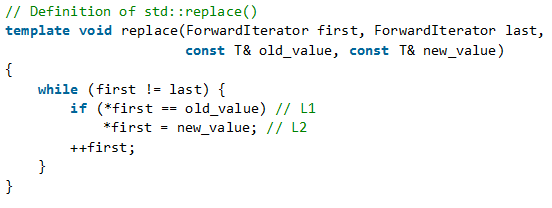 // Definition of std::replace()
template void replace(ForwardIterator first, ForwardIterator last,
                      const T& old_value, const T& new_value)
{
    while (first != last) {
        if (*first == old_value) // L1
            *first = new_value; // L2
        ++first;
    }
}